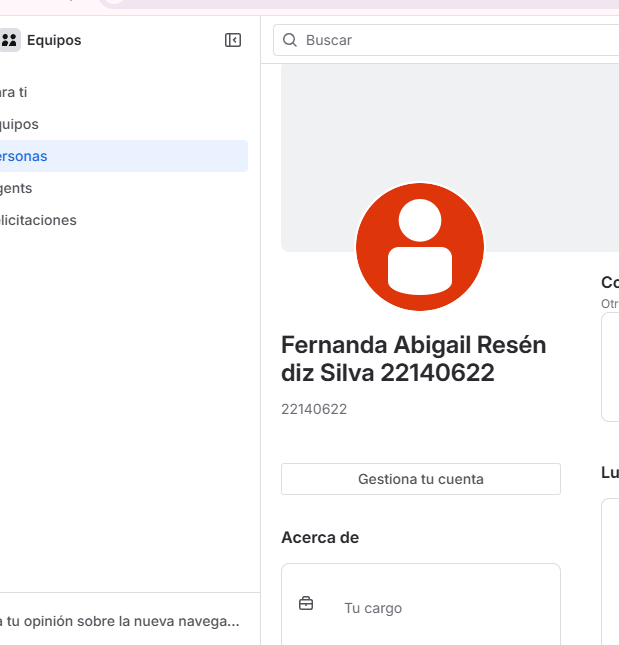 Equipos
Buscar
ra ti
quipos
ersonas
gents
licitaciones
Co
Otr
Fernanda Abigail Resén
diz Silva 22140622
22140622
Gestiona tu cuenta
Lu
Acerca de
Tu cargo
a tu opinión sobre la nueva navega...